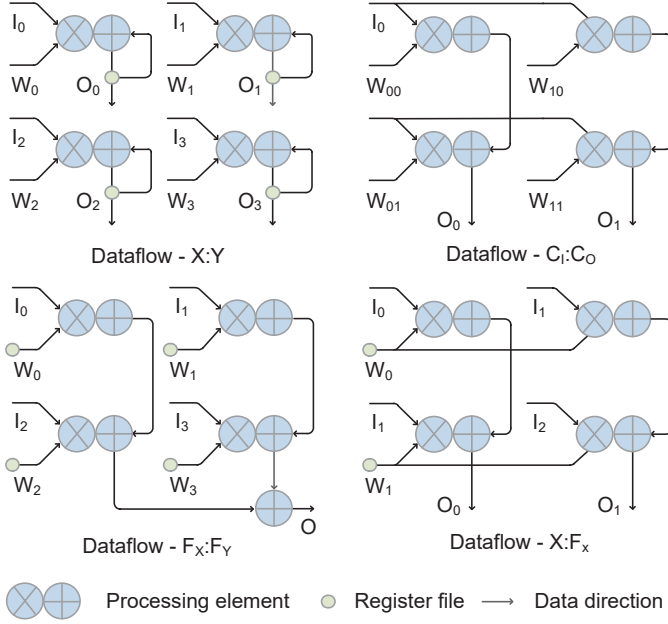 I₀
I₁
W₀
O₀
W₁
O₁
I₂
I₃
W₂
O₂
W₃
O₃
Dataflow - X:Y
I₀
W₀₀
W₁₀
I₁
W₀₁
O₀
W₁₁
O₁
Dataflow - Cᵢ:Cₒ
I₀
I₁
W₀
W₁
I₂
I₃
W₂
W₃
O
Dataflow - Fₓ:Fᵧ
I₀
I₁
W₀
I₁
I₂
W₁
O₀
O₁
Dataflow - X:Fₓ
Processing element
Register file
Data direction